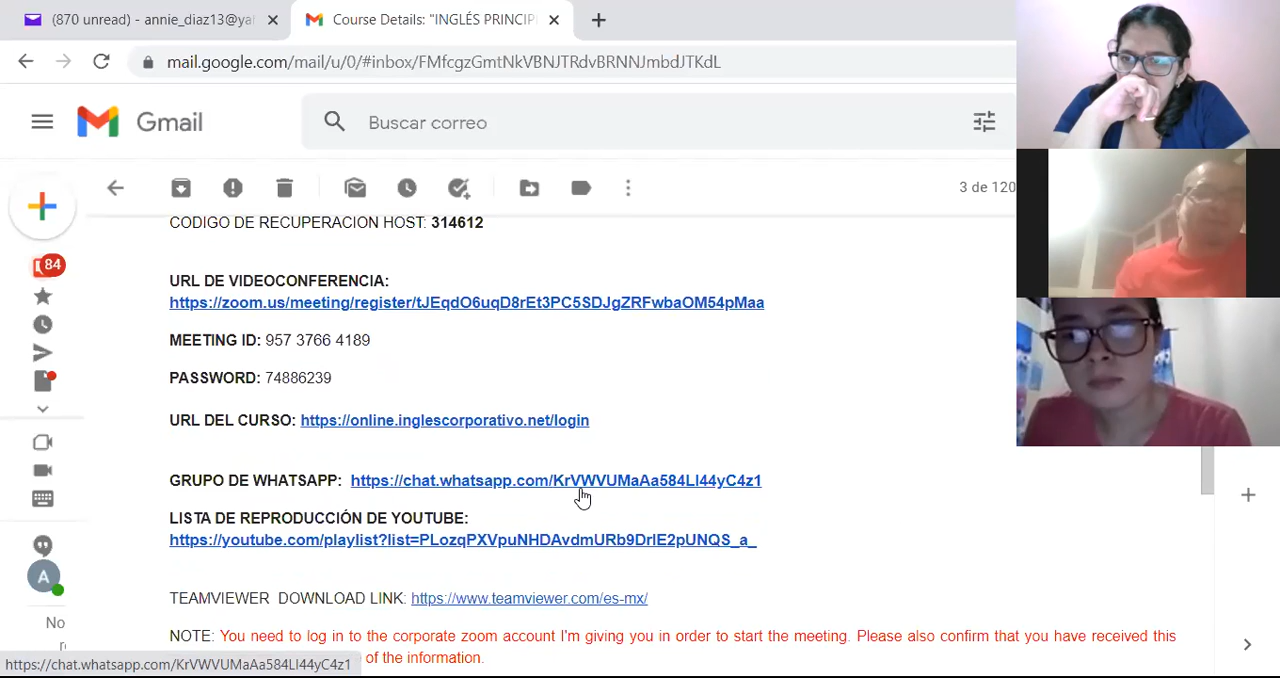 (870 unread) - annie_diaz13@ya
Course Details: "INGLÉS PRINCIPI
mail.google.com/mail/u/0/#inbox/FMfcgzGmtNkVBNJTRdvBRNNJmbdJTKdL
Gmail
Buscar correo
3 de 120
84
CODIGO DE RECUPERACION HOST: 314612
URL DE VIDEOCONFERENCIA:
https://zoom.us/meeting/register/tJEqdO6uqD8rEt3PC5SDJgZRFwbaOM54pMaa
MEETING ID: 957 3766 4189
PASSWORD: 74886239
URL DEL CURSO: https://online.inglescorporativo.net/login
GRUPO DE WHATSAPP: https://chat.whatsapp.com/KrVWVUMaAa584LI44yC4z1
LISTA DE REPRODUCCIÓN DE YOUTUBE:
https://youtube.com/playlist?list=PLozqPXVpuNHDAvdmURb9DrlE2pUNQS_a_
TEAMVIEWER DOWNLOAD LINK: https://www.teamviewer.com/es-mx/
NOTE: You need to log in to the corporate zoom account I'm giving you in order to start the meeting. Please also confirm that you have received this
of the information.
A
No
https://chat.whatsapp.com/KrVWVUMaAa584LI44yC4z1